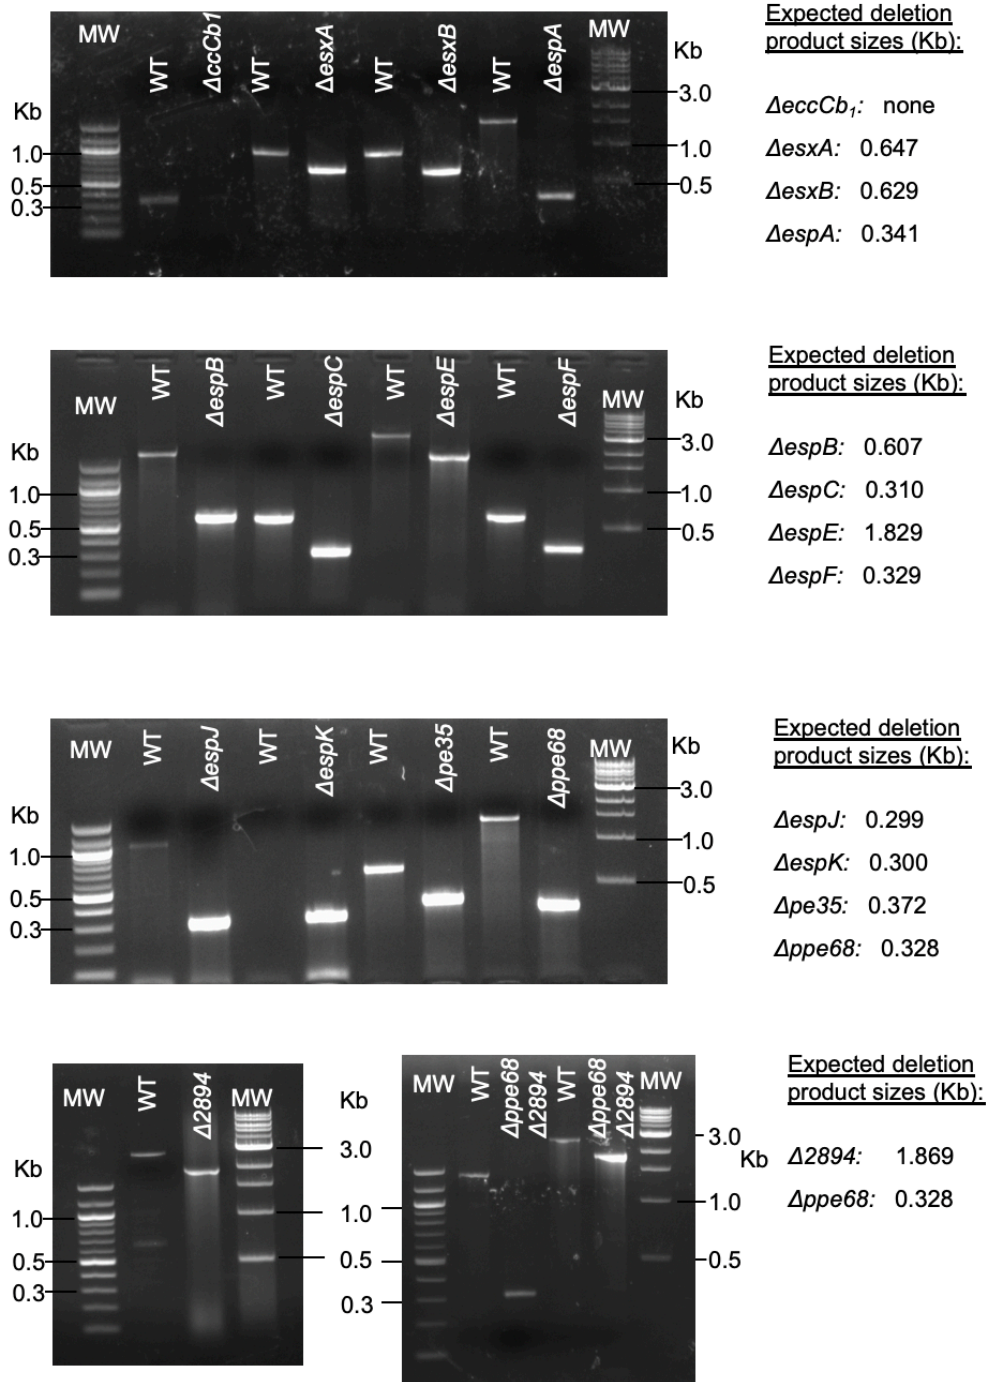 MW WT ΔccCb1 WT ΔesxA WT ΔesxB WT ΔespA MW
Kb
3.0
1.0
0.5
Kb
1.0
0.5
0.3
Expected deletion
product sizes (Kb):
ΔeccCb1: none
ΔesxA: 0.647
ΔesxB: 0.629
ΔespA: 0.341
MW WT ΔespB WT ΔespC WT ΔespE WT ΔespF MW
Kb
3.0
1.0
0.5
Kb
1.0
0.5
0.3
Expected deletion
product sizes (Kb):
ΔespB: 0.607
ΔespC: 0.310
ΔespE: 1.829
ΔespF: 0.329
MW WT ΔespJ WT ΔespK WT Δpe35 WT Δppe68 MW
Kb
3.0
1.0
0.5
Kb
1.0
0.5
0.3
Expected deletion
product sizes (Kb):
ΔespJ: 0.299
ΔespK: 0.300
Δpe35: 0.372
Δppe68: 0.328
MW WT Δ2894 MW
Kb
1.0
0.5
0.3
Kb
3.0
1.0
0.5
0.3
MW WT Δppe68 Δ2894 WT Δppe68 Δ2894 MW
3.0
Kb
1.0
0.5
Expected deletion
product sizes (Kb):
Δ2894: 1.869
Δppe68: 0.328